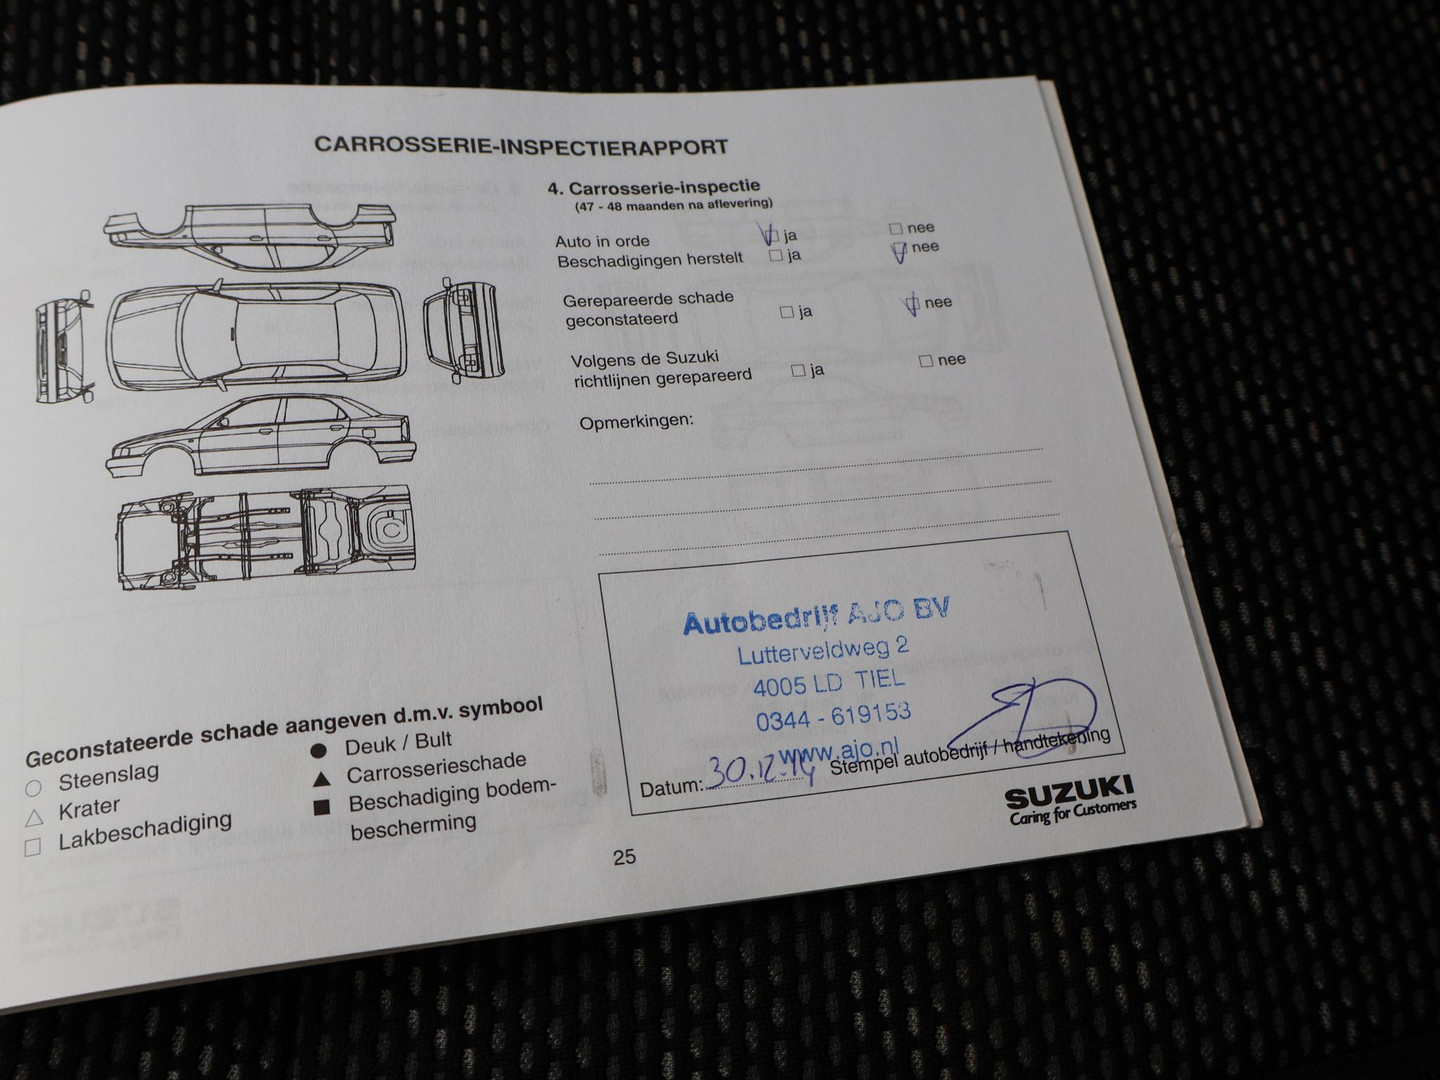 CARROSSERIE-INSPECTIERAPPORT
4. Carrosserie-inspectie
(47 - 48 maanden na aflevering)
Auto in orde ja nee
Beschadigingen herstelt ja nee
Gerepareerde schade
geconstateerd ja nee
Volgens de Suzuki
richtlijnen gerepareerd ja nee
Opmerkingen:
Autobedrijf AJO BV
Lutterveldweg 2
4005 LD TIEL
0344 - 619153
www.ajo.nl
Datum: 30.12.14 Stempel autobedrijf / handtekening
Geconstateerde schade aangeven d.m.v. symbool
Steenslag
Krater
Lakbeschadiging
Deuk / Bult
Carrosserieschade
Beschadiging bodem-
bescherming
SUZUKI
Caring for Customers
25